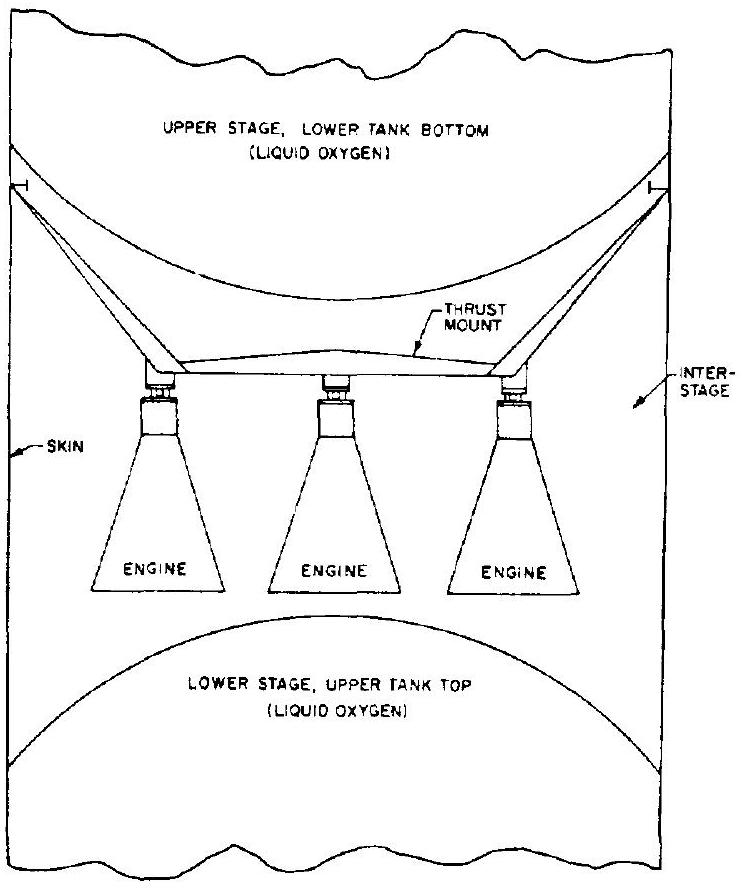 UPPER STAGE, LOWER TANK BOTTOM
(LIQUID OXYGEN)
THRUST
MOUNT
INTER-
STAGE
SKIN
ENGINE
ENGINE
ENGINE
LOWER STAGE, UPPER TANK TOP
(LIQUID OXYGEN)